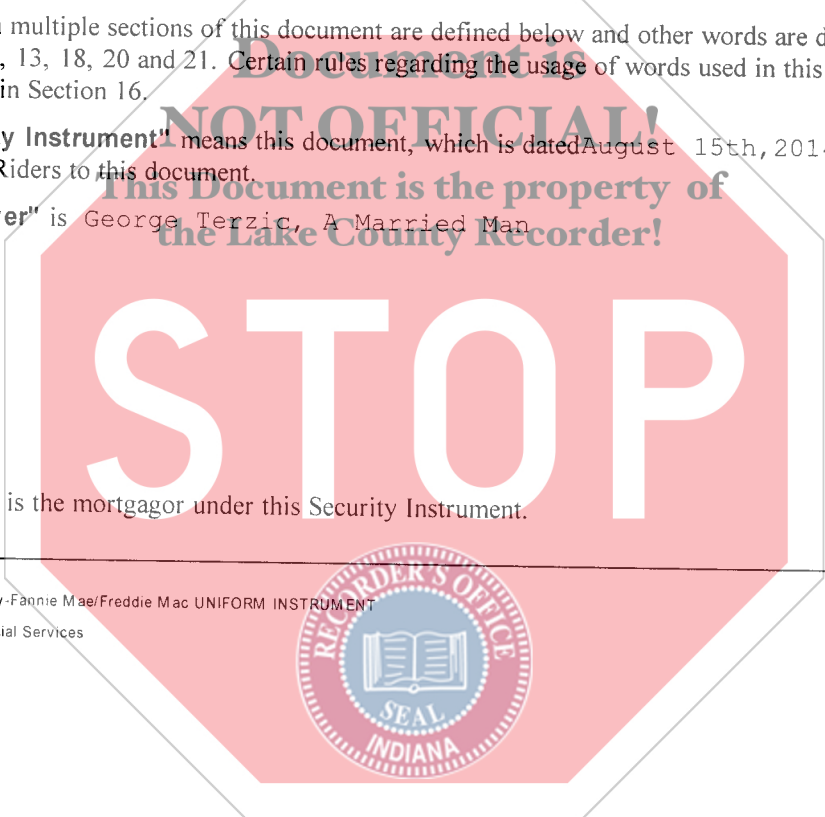 multiple sections of this document are defined below and other words are d
, 13, 18, 20 and 21. Certain rules regarding the usage of words used in this
in Section 16.
y Instrument" means this document, which is dated August 15th, 201
Riders to this document.
er" is George Terzic, A Married Man
is the mortgagor under this Security Instrument.
-Fannie Mae/Freddie Mac UNIFORM INSTRUMENT
ial Services
Document is
NOT OFFICIAL!
This Document is the property of
the Lake County Recorder!
STOP
RECORDER'S OFFICE
SEAL
INDIANA